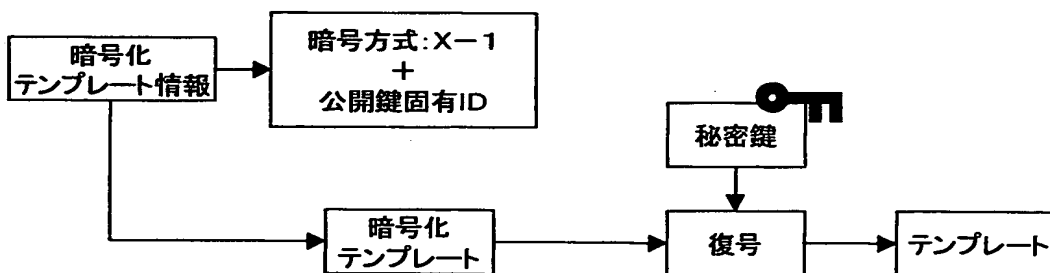 暗号化
テンプレート情報
暗号方式:X－1
+
公開鍵固有ID
秘密鍵
暗号化
テンプレート
復号
テンプレート